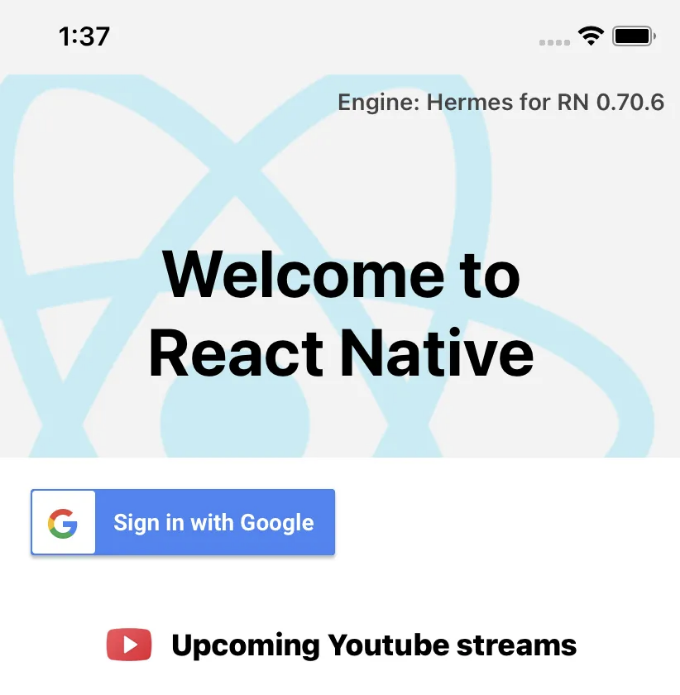 1:37
Engine: Hermes for RN 0.70.6
Welcome to
React Native
Sign in with Google
Upcoming Youtube streams